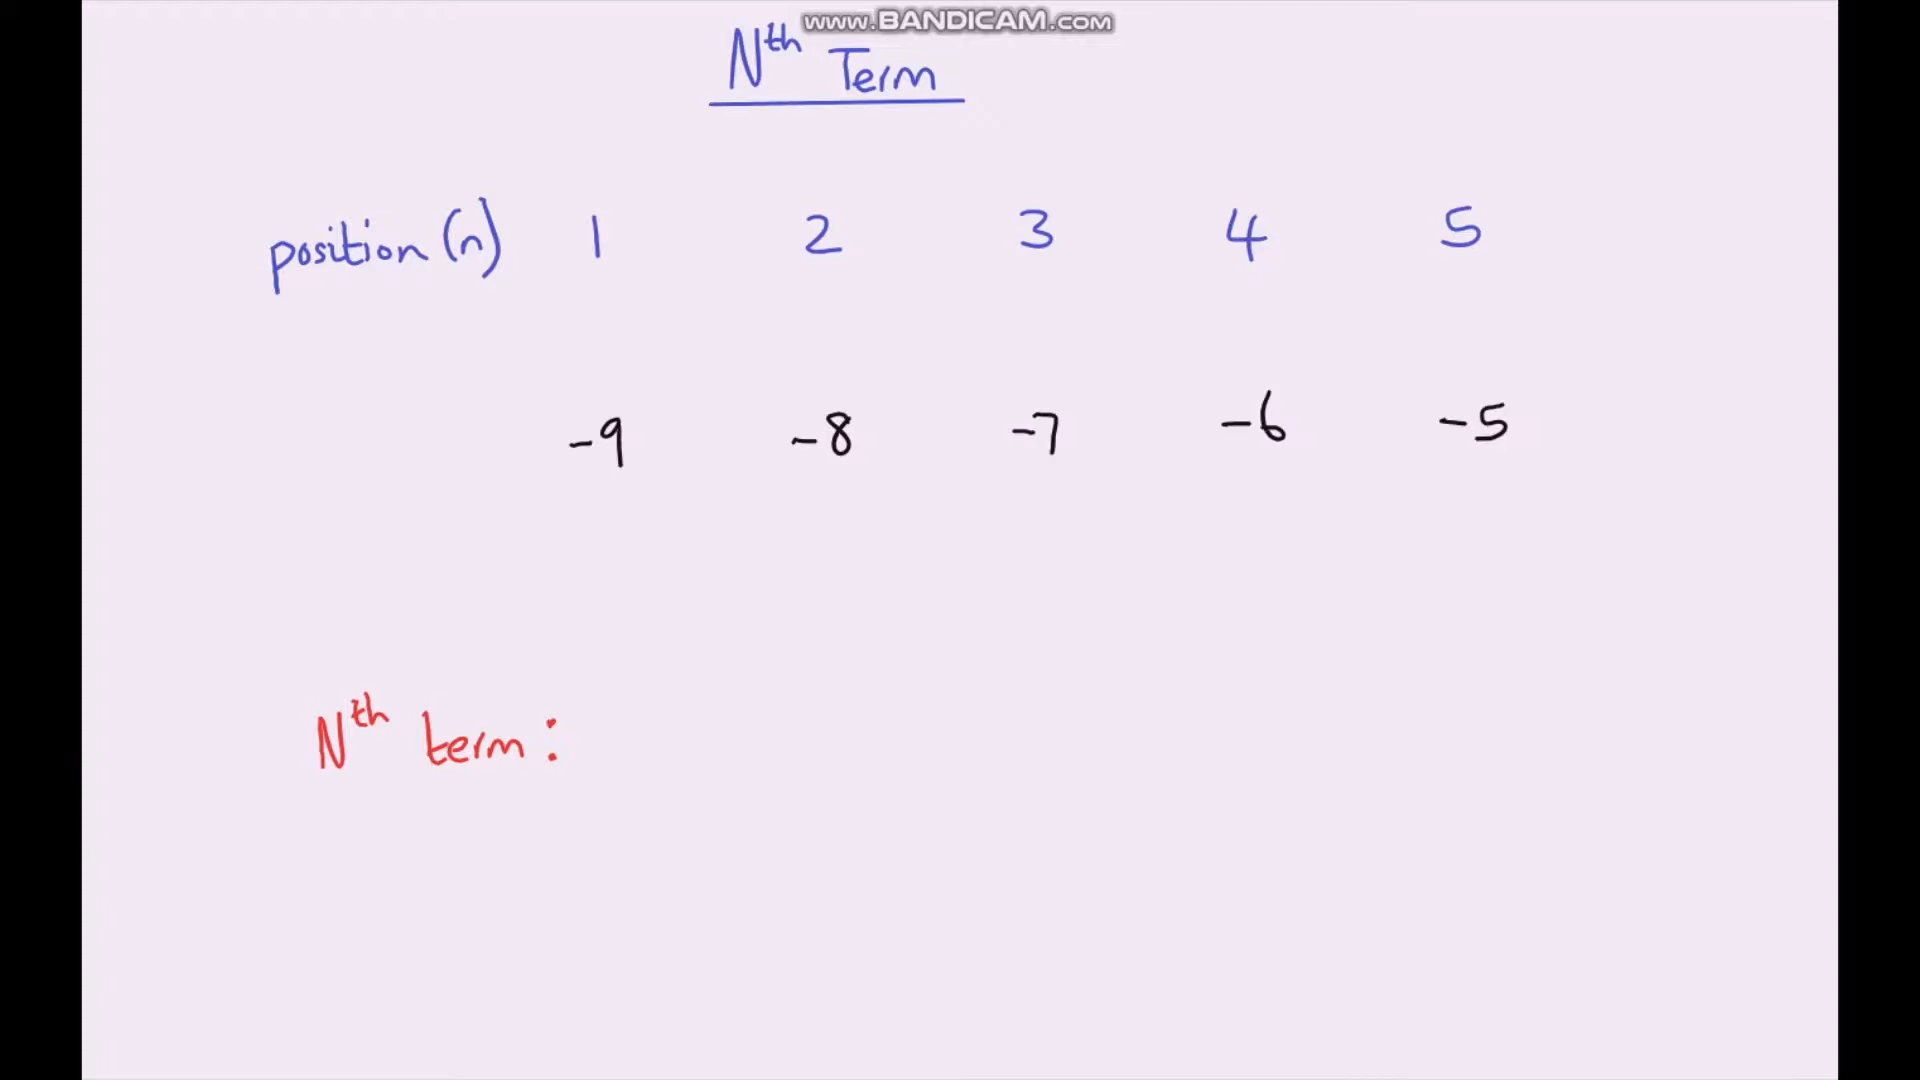 www.BANDICAM.com
Nth Term
position (n) 1 2 3 4 5
-9 -8 -7 -6 -5
Nth term: